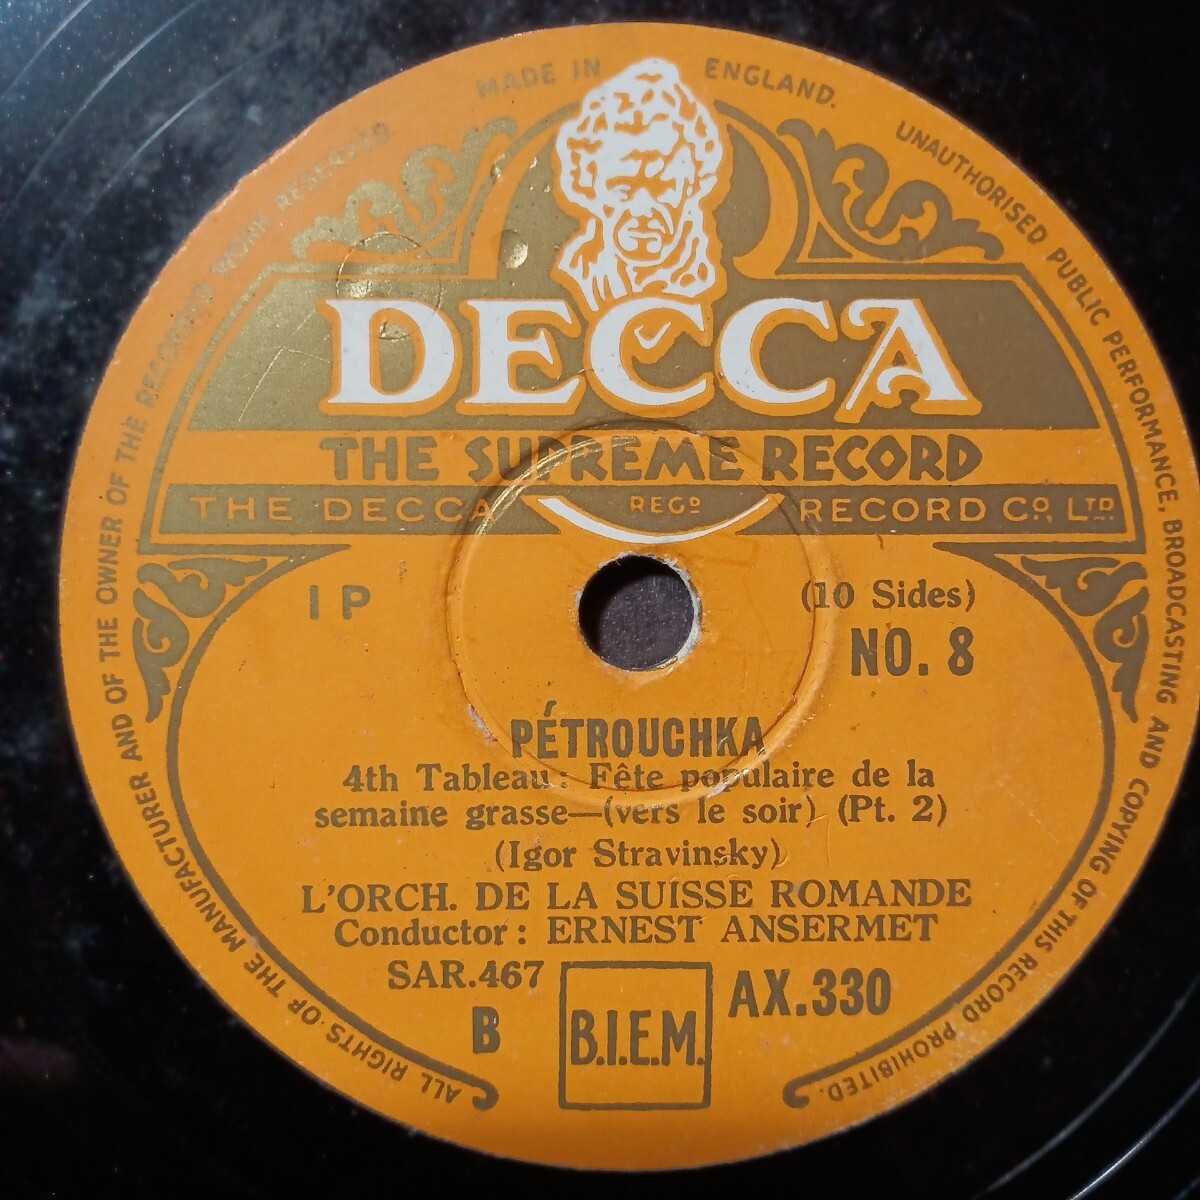 MADE IN ENGLAND.
UNAUTHORISED PUBLIC PERFORMANCE, BROADCASTING AND COPYING OF THIS RECORD PROHIBITED.
ALL RIGHTS OF THE MANUFACTURER AND OF THE OWNER OF THE RECORDED WORK RESERVED.
DECCA
THE SUPREME RECORD
THE DECCA REGD RECORD CO., LTD.
1 P
(10 Sides)
NO. 8
PÉTROUCHKA
4th Tableau: Fête populaire de la
semaine grasse—(vers le soir) (Pt. 2)
(Igor Stravinsky)
L'ORCH. DE LA SUISSE ROMANDE
Conductor: ERNEST ANSERMET
SAR.467
B
B.I.E.M.
AX.330